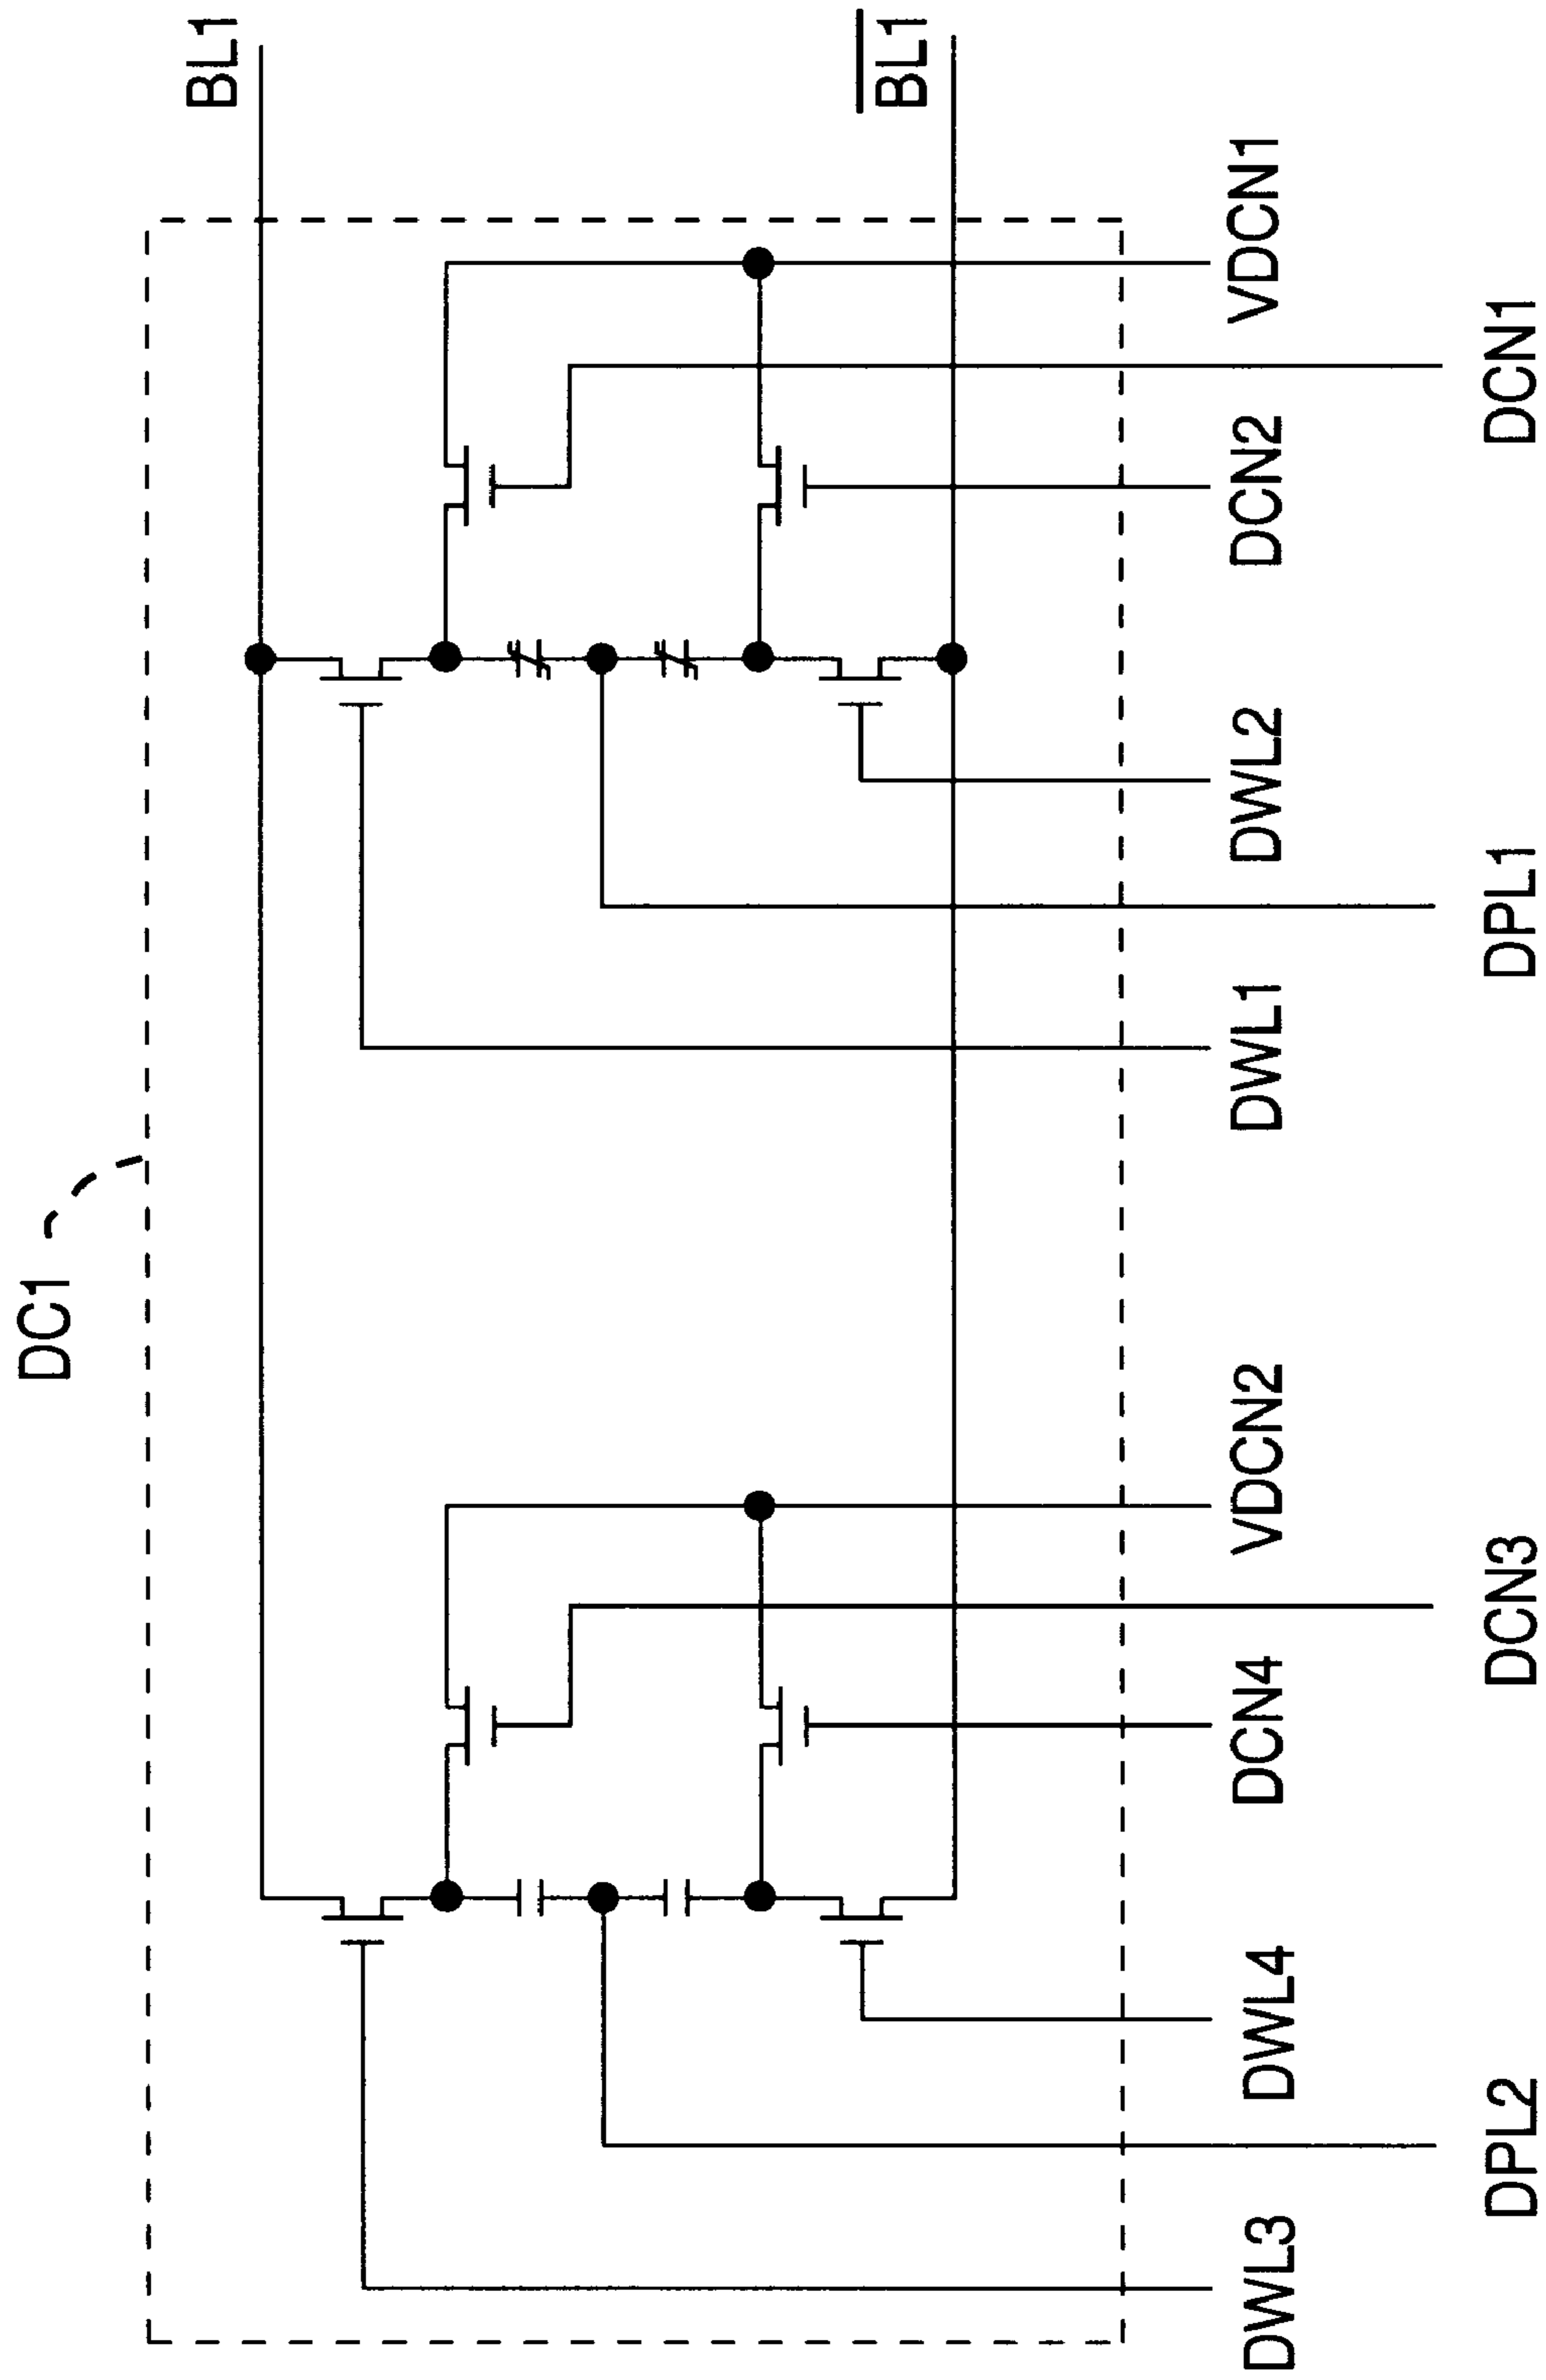 DC1
BL1
BL1
DWL3
DWL4
DCN4
VDCN2
DWL1
DWL2
DCN2
VDCN1
DPL2
DCN3
DPL1
DCN1